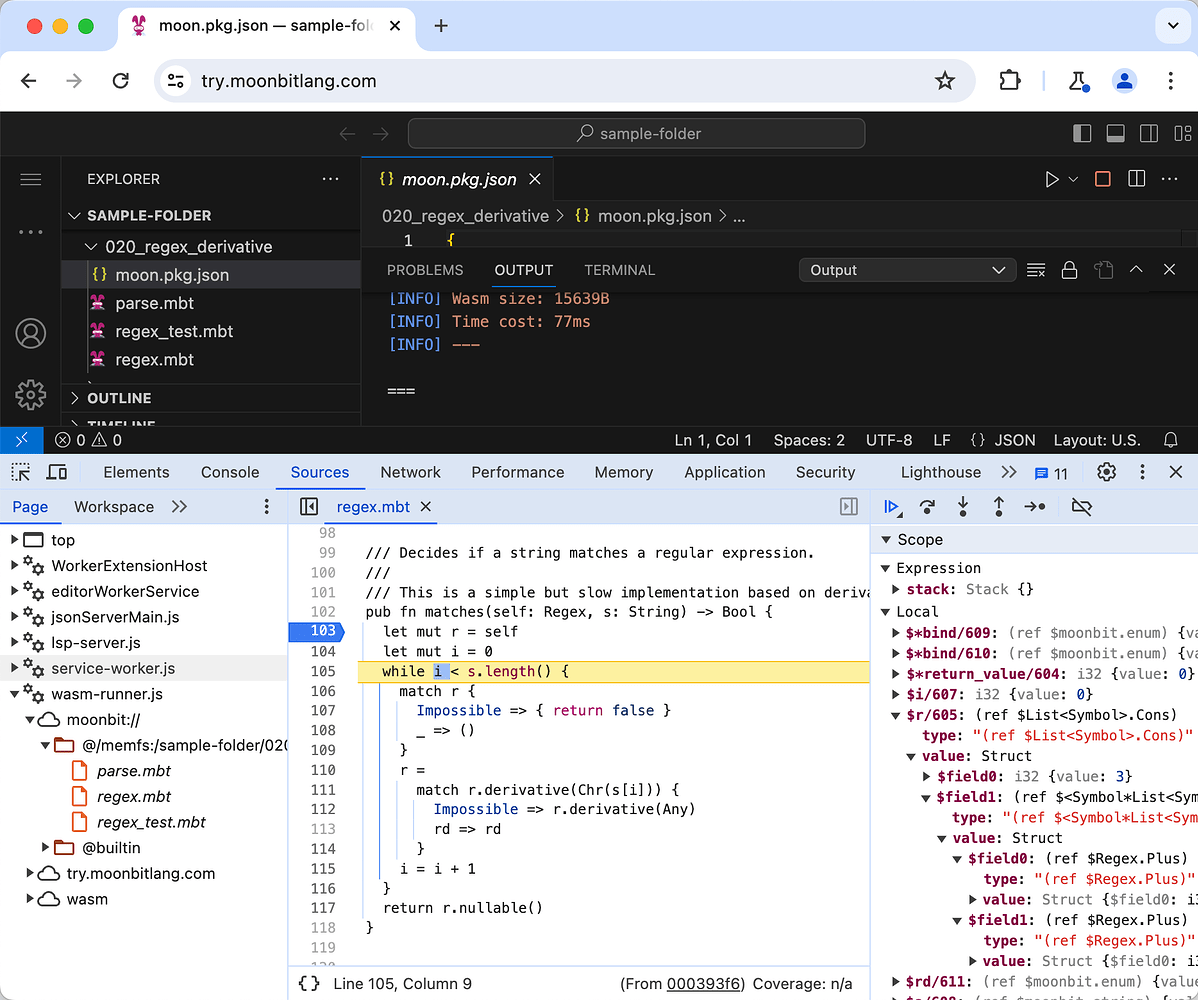 moon.pkg.json — sample-fol
try.moonbitlang.com
sample-folder
EXPLORER
SAMPLE-FOLDER
020_regex_derivative
{} moon.pkg.json
parse.mbt
regex_test.mbt
regex.mbt
OUTLINE
TIMELINE
{} moon.pkg.json
020_regex_derivative > {} moon.pkg.json > ...
1 {
PROBLEMS OUTPUT TERMINAL Output
[INFO] Wasm size: 15639B
[INFO] Time cost: 77ms
[INFO] ---
===
0 0 Ln 1, Col 1 Spaces: 2 UTF-8 LF {} JSON Layout: U.S.
Elements Console Sources Network Performance Memory Application Security Lighthouse 11
Page Workspace
top
WorkerExtensionHost
editorWorkerService
jsonServerMain.js
lsp-server.js
service-worker.js
wasm-runner.js
moonbit://
@/memfs:/sample-folder/020
parse.mbt
regex.mbt
regex_test.mbt
@builtin
try.moonbitlang.com
wasm
regex.mbt
98
99 /// Decides if a string matches a regular expression.
100 ///
101 /// This is a simple but slow implementation based on deriva
102 pub fn matches(self: Regex, s: String) -> Bool {
103 let mut r = self
104 let mut i = 0
105 while i < s.length() {
106 match r {
107 Impossible => { return false }
108 _ => ()
109 }
110 r =
111 match r.derivative(Chr(s[i])) {
112 Impossible => r.derivative(Any)
113 rd => rd
114 }
115 i = i + 1
116 }
117 return r.nullable()
118 }
119
120
{} Line 105, Column 9 (From 000393f6) Coverage: n/a
Scope
Expression
stack: Stack {}
Local
$*bind/609: (ref $moonbit.enum) {va
$*bind/610: (ref $moonbit.enum) {va
$*return_value/604: i32 {value: 0}
$i/607: i32 {value: 0}
$r/605: (ref $List<Symbol>.Cons)
type: "(ref $List<Symbol>.Cons)"
value: Struct
$field0: i32 {value: 3}
$field1: (ref $<Symbol*List<Sym
type: "(ref $<Symbol*List<Sym
value: Struct
$field0: (ref $Regex.Plus)
type: "(ref $Regex.Plus)"
value: Struct {$field0: i3
$field1: (ref $Regex.Plus)
type: "(ref $Regex.Plus)"
value: Struct {$field0: i3
$rd/611: (ref $moonbit.enum) {value